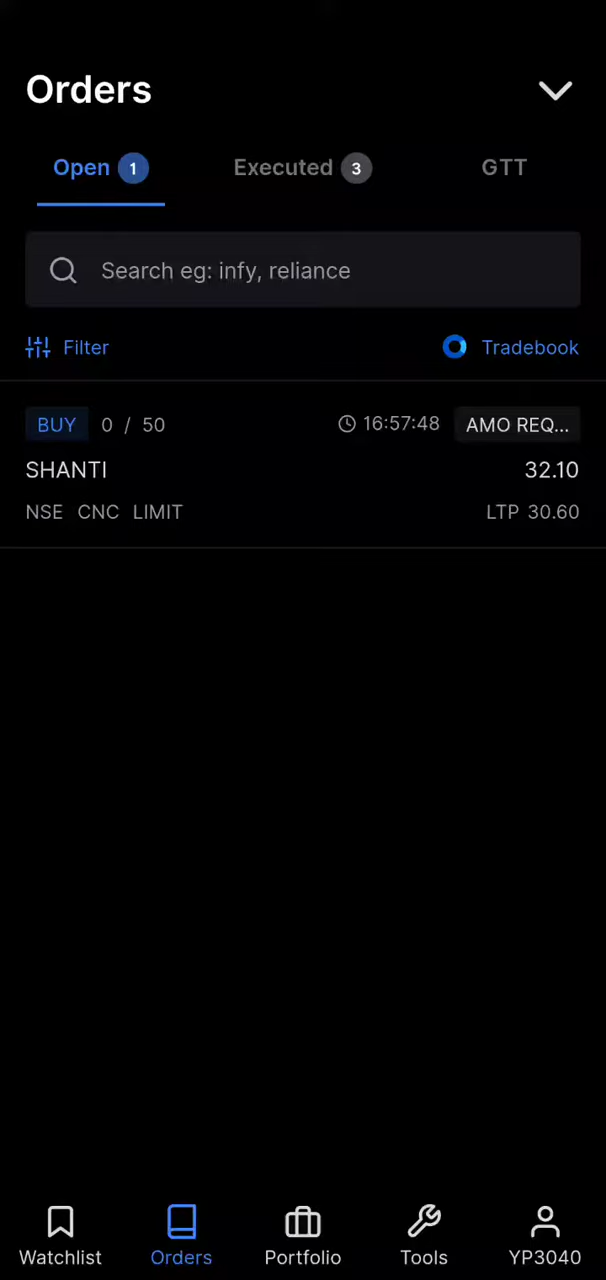 Orders
Open 1 Executed 3 GTT
Search eg: infy, reliance
Filter Tradebook
BUY 0 / 50 16:57:48 AMO REQ...
SHANTI 32.10
NSE CNC LIMIT LTP 30.60
Watchlist Orders Portfolio Tools YP3040